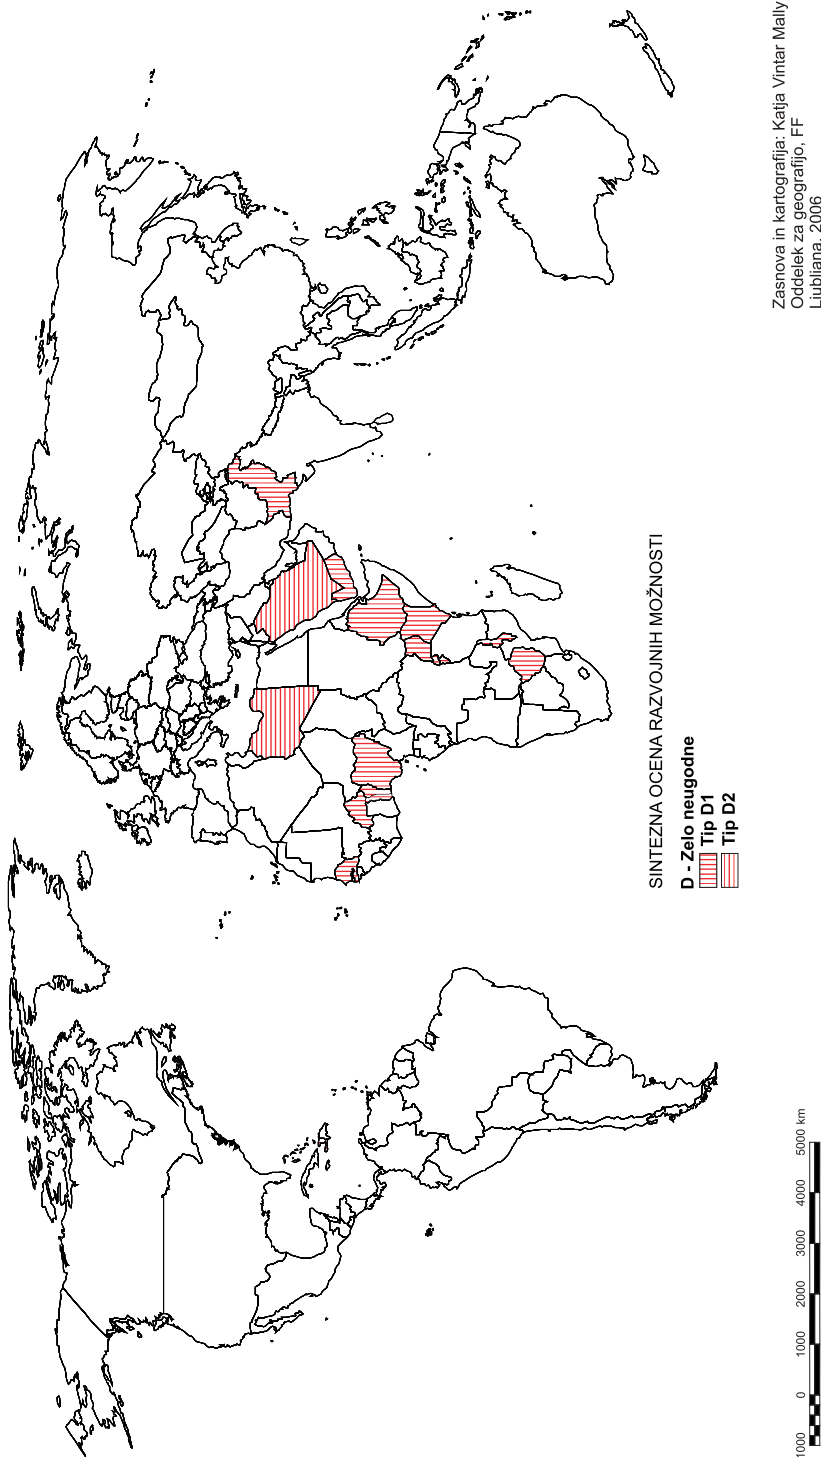 SINTEZNA OCENA RAZVOJNIH MOŽNOSTI
D - Zelo neugodne
Tip D1
Tip D2
1000 0 1000 2000 3000 4000 5000 km
Zasnova in kartografija: Katja Vintar Mally
Oddelek za geografijo, FF
Ljubljana, 2006